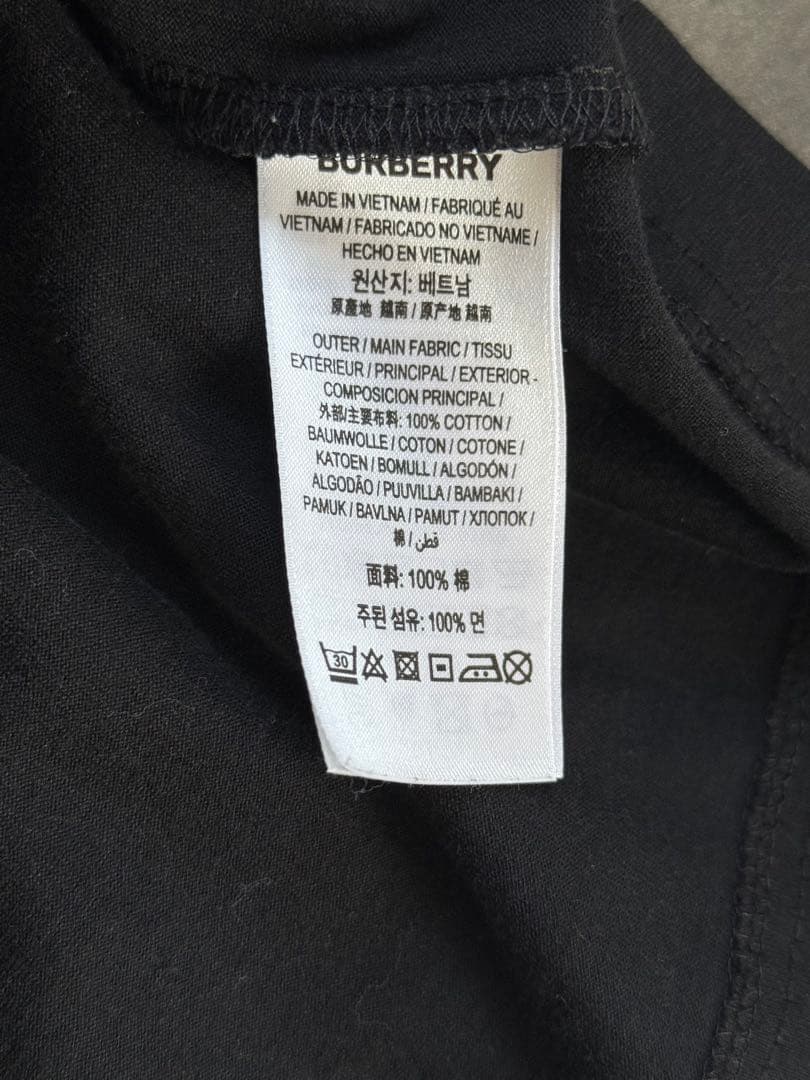 BURBERRY
MADE IN VIETNAM / FABRIQUÉ AU
VIETNAM / FABRICADO NO VIETNAME /
HECHO EN VIETNAM
원산지: 베트남
原產地 越南 / 原产地 越南
OUTER / MAIN FABRIC / TISSU
EXTÉRIEUR / PRINCIPAL / EXTERIOR -
COMPOSICION PRINCIPAL /
外部/主要布料: 100% COTTON /
BAUMWOLLE / COTON / COTONE /
KATOEN / BOMULL / ALGODÓN /
ALGODÃO / PUUVILLA / BAMBAKI /
PAMUK / BAVLNA / PAMUT / ХЛОПОК /
棉 / قطن
面料: 100% 棉
주된 섬유: 100% 면
30